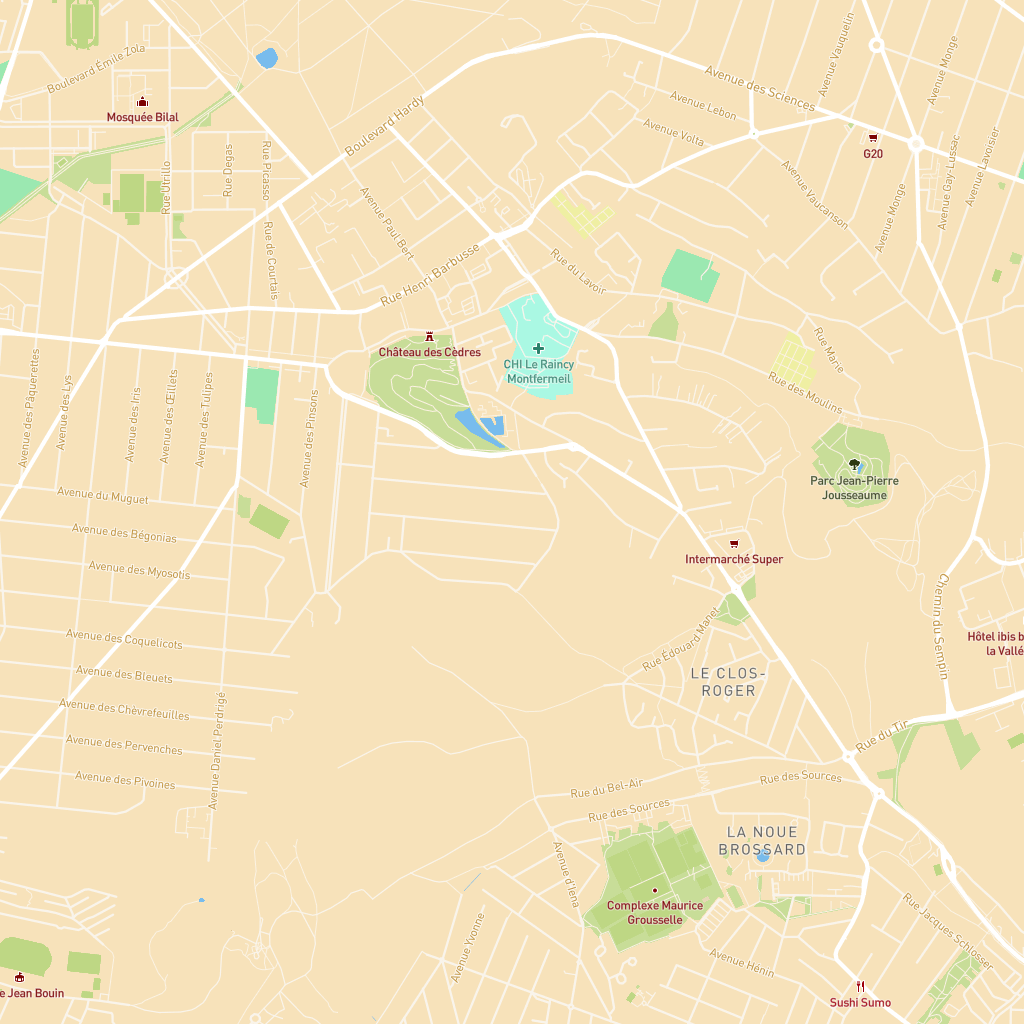 Boulevard Émile Zola
Mosquée Bilal
Rue Utrillo
Rue Degas
Rue Picasso
Rue de Courtais
Boulevard Hardy
Avenue Paul Bert
Rue Henri Barbusse
Avenue des Sciences
Avenue Lebon
Avenue Volta
Avenue Vauquelin
Avenue Monge
G20
Avenue Vaucanson
Avenue Monge
Avenue Gay-Lussac
Avenue Lavoisier
Rue du Lavoir
Château des Cèdres
CHI Le Raincy
Montfermeil
Rue Marie
Rue des Moulins
Parc Jean-Pierre
Jousseaume
Avenue des Pâquerettes
Avenue des Lys
Avenue des Iris
Avenue des Œillets
Avenue des Tulipes
Avenue des Pinsons
Avenue du Muguet
Avenue des Bégonias
Avenue des Myosotis
Avenue des Coquelicots
Avenue des Bleuets
Avenue des Chèvrefeuilles
Avenue des Pervenches
Avenue des Pivoines
Avenue Daniel Perdrigé
Intermarché Super
Chemin du Sempin
Hôtel ibis b
la Vallé
Rue Édouard Manet
LE CLOS-
ROGER
Rue du Tir
Rue du Bel-Air
Rue des Sources
Rue des Sources
LA NOUE
BROSSARD
Avenue d'Iena
Complexe Maurice
Grousselle
Avenue Yvonne
Avenue Hénin
Rue Jacques Schlosser
Sushi Sumo
e Jean Bouin